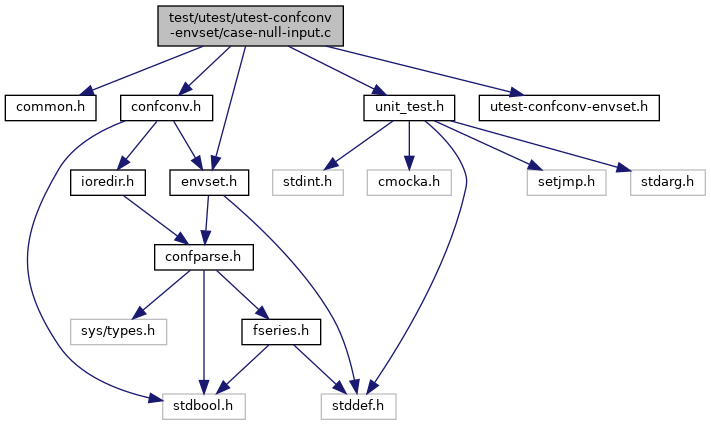 test/utest/utest-confconv
-envset/case-null-input.c
common.h
confconv.h
unit_test.h
utest-confconv-envset.h
ioredir.h
envset.h
stdint.h
cmocka.h
setjmp.h
stdarg.h
confparse.h
sys/types.h
fseries.h
stdbool.h
stddef.h